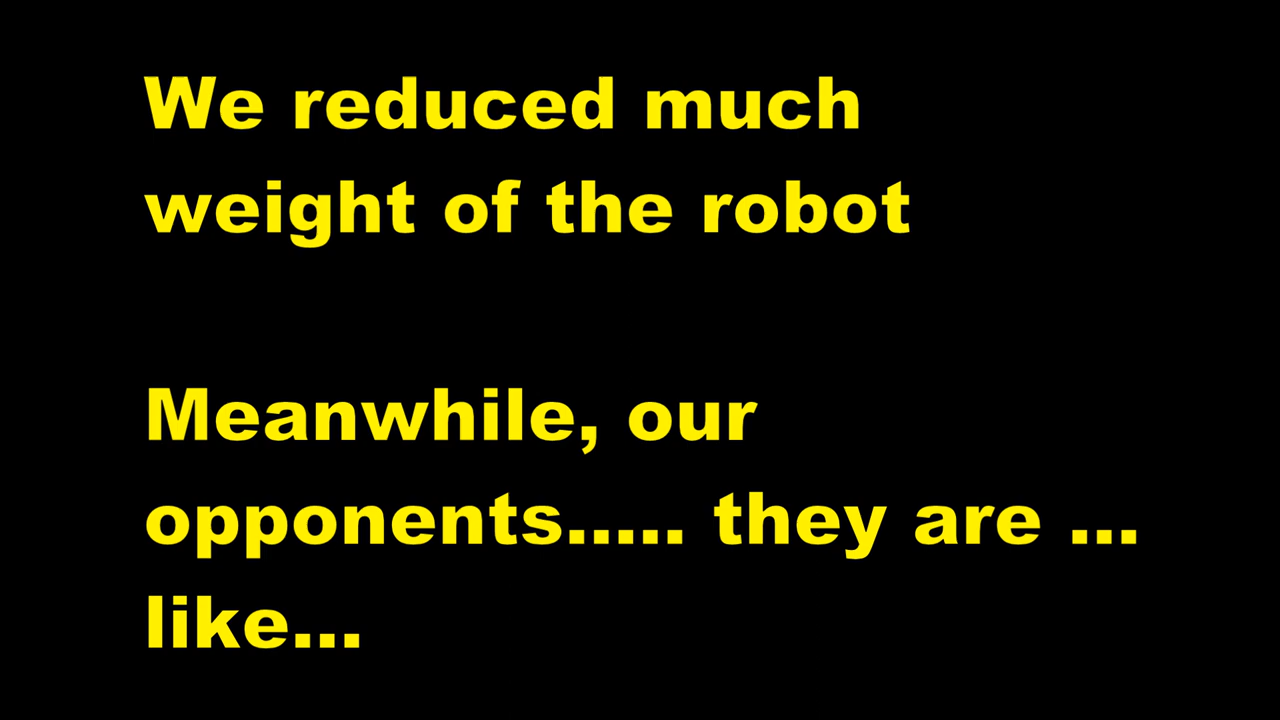 We reduced much
weight of the robot
Meanwhile, our
opponents..... they are ...
like...